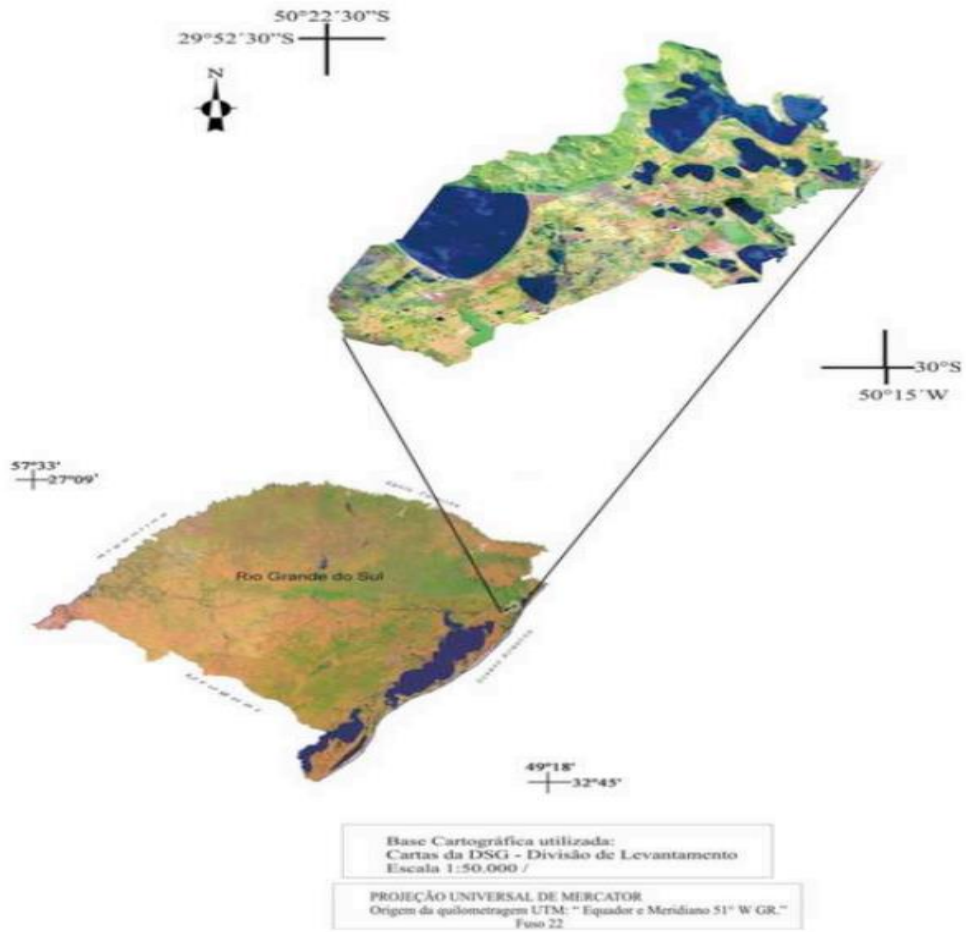 50°22´30"S
29°52´30"S
N
30°S
50°15´W
57°33'
27°09'
Rio Grande do Sul
49°18'
32°45'
Base Cartográfica utilizada:
Cartas da DSG - Divisão de Levantamento
Escala 1:50.000 /
PROJEÇÃO UNIVERSAL DE MERCATOR
Origem da quilometragem UTM: " Equador e Meridiano 51° W GR."
Fuso 22